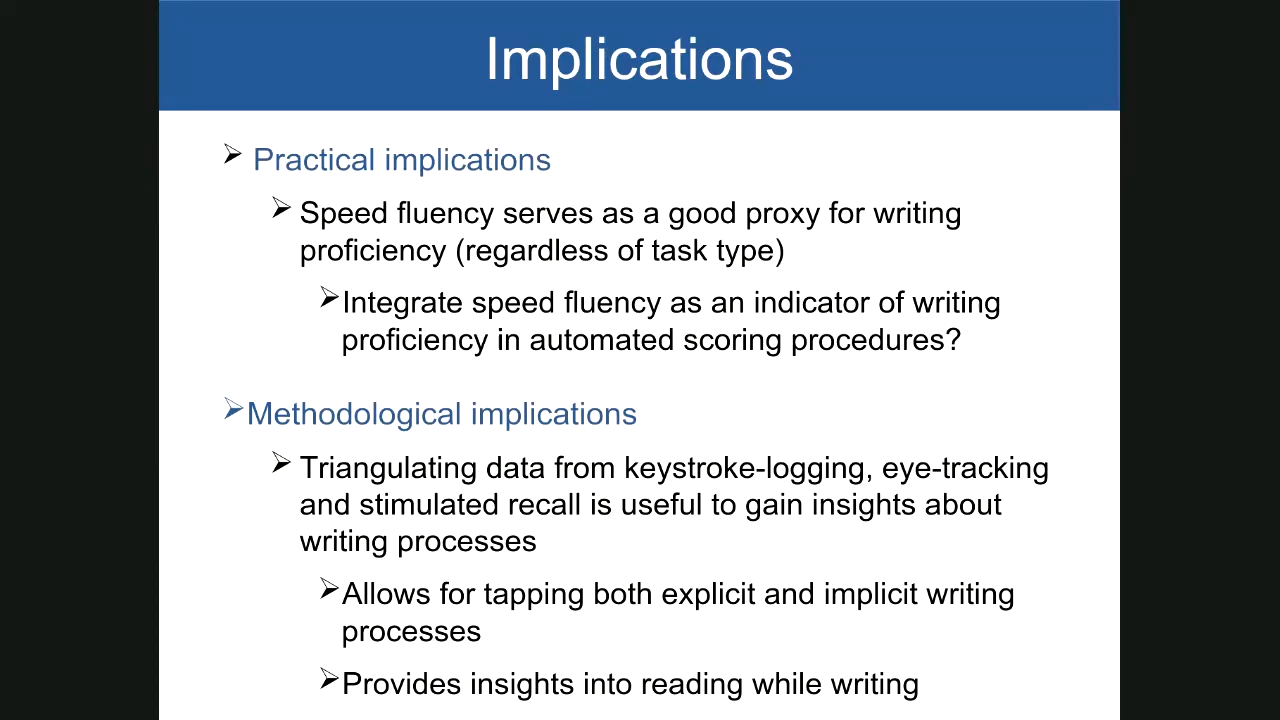 Implications
Practical implications
Speed fluency serves as a good proxy for writing
proficiency (regardless of task type)
Integrate speed fluency as an indicator of writing
proficiency in automated scoring procedures?
Methodological implications
Triangulating data from keystroke-logging, eye-tracking
and stimulated recall is useful to gain insights about
writing processes
Allows for tapping both explicit and implicit writing
processes
Provides insights into reading while writing